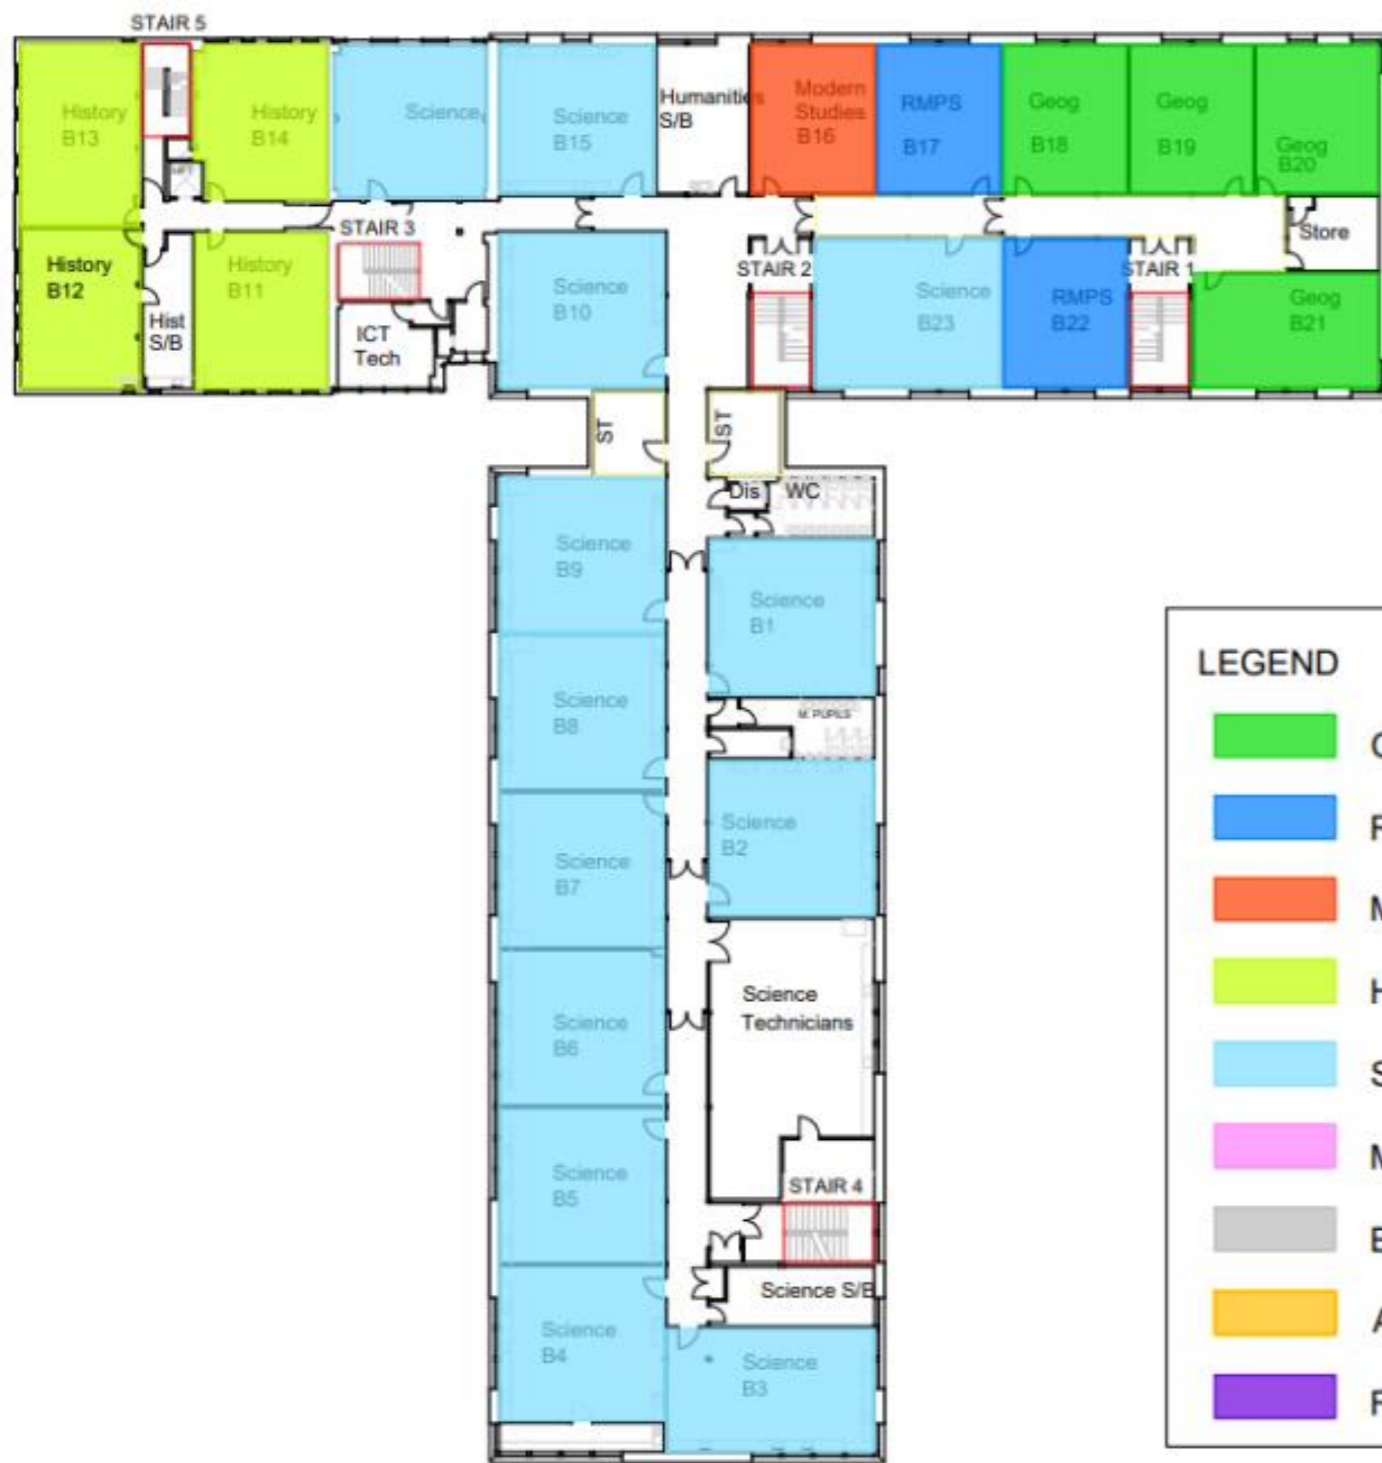 STAIR 5
History
B13
History
B14
Science
Science
B15
Humanities
S/B
Modern
Studies
B16
RMPS
B17
Geog
B18
Geog
B19
Geog
B20
STAIR 3
STAIR 2
STAIR 1
Store
History
B12
Hist
S/B
History
B11
ICT
Tech
Science
B10
Science
B23
RMPS
B22
Geog
B21
ST
ST
Dis
WC
Science
B9
Science
B1
Science
B8
M. PUPILS
Science
B7
Science
B2
Science
B6
Science
Technicians
Science
B5
STAIR 4
Science S/B
Science
B4
Science
B3
LEGEND
M
H
S
M